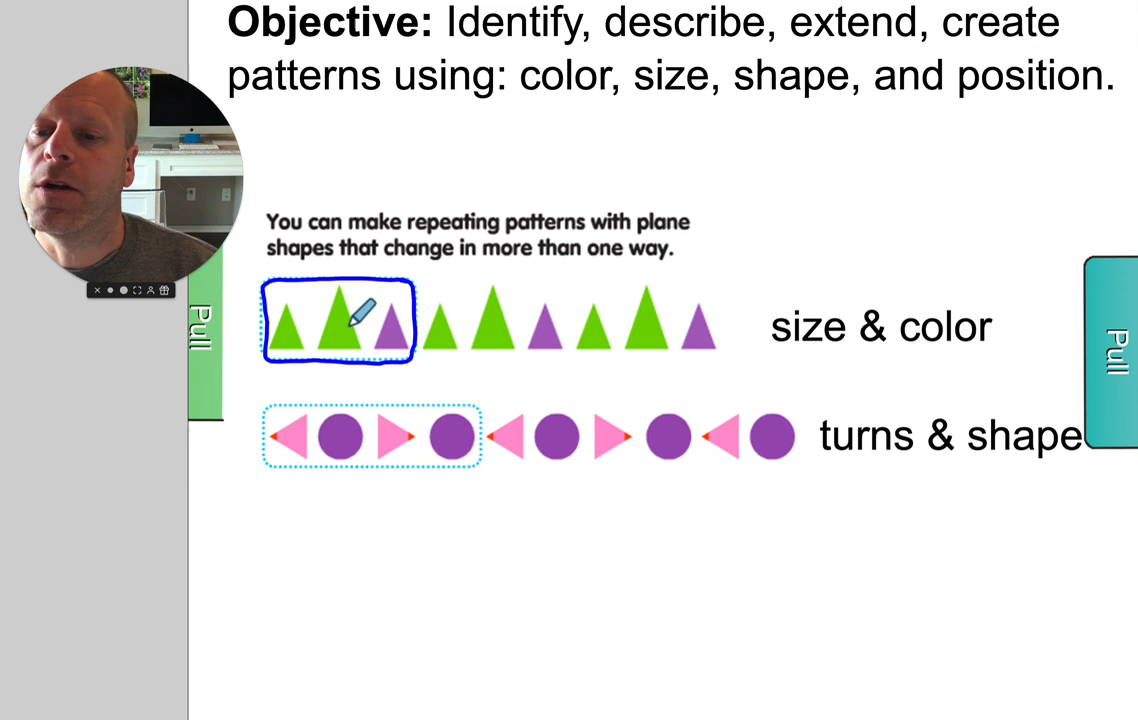 Objective: Identify, describe, extend, create
patterns using: color, size, shape, and position.
You can make repeating patterns with plane
shapes that change in more than one way.
Pull
size & color
Pull
turns & shape